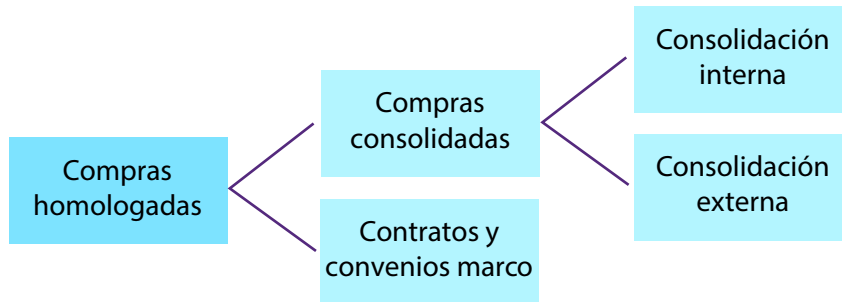 Compras
homologadas
Compras
consolidadas
Contratos y
convenios marco
Consolidación
interna
Consolidación
externa